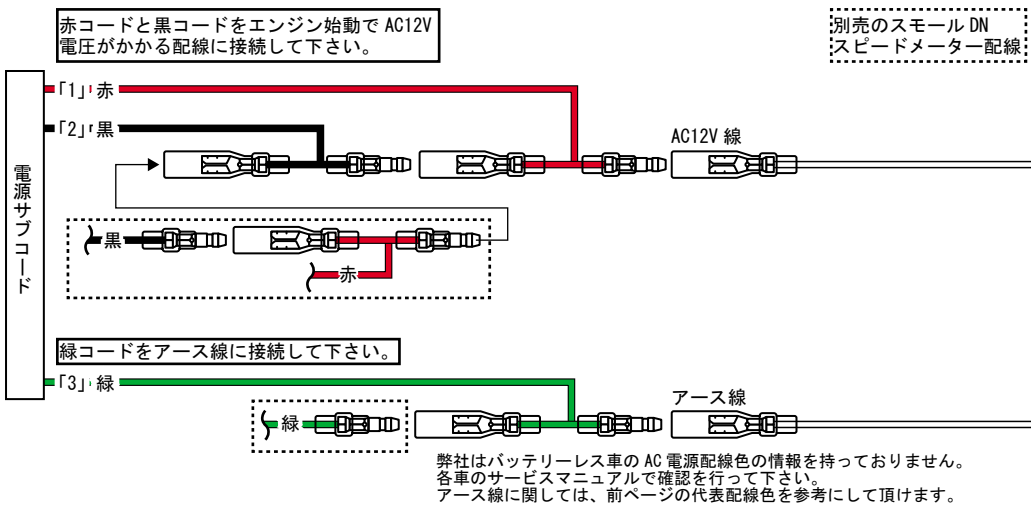 赤コードと黒コードをエンジン始動で AC12V
電圧がかかる配線に接続して下さい。
別売のスモール DN
スピードメーター配線
「1」 赤
「2」 黒
AC12V 線
電源サブコード
黒
赤
緑コードをアース線に接続して下さい。
「3」 緑
アース線
緑
弊社はバッテリーレス車の AC 電源配線色の情報を持っておりません。
各車のサービスマニュアルで確認を行って下さい。
アース線に関しては、前ページの代表配線色を参考にして頂けます。